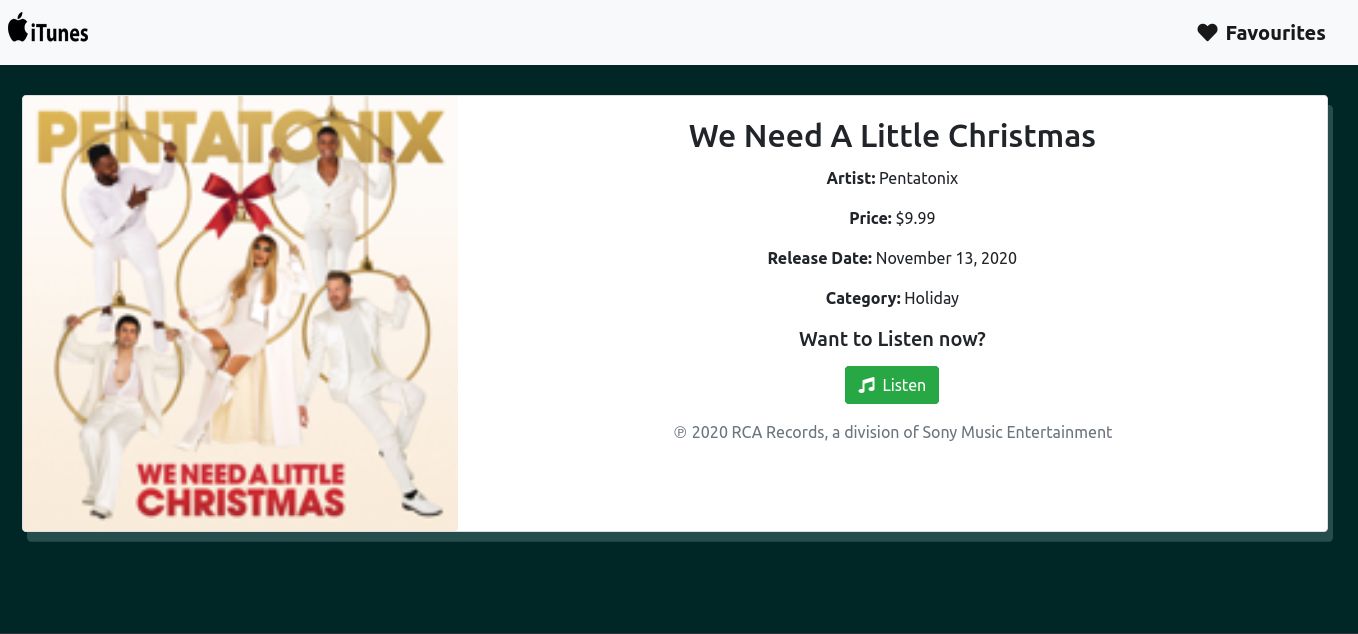 iTunes
Favourites
PENTATONIX
WE NEED A LITTLE
CHRISTMAS
We Need A Little Christmas
Artist: Pentatonix
Price: $9.99
Release Date: November 13, 2020
Category: Holiday
Want to Listen now?
Listen
℗ 2020 RCA Records, a division of Sony Music Entertainment